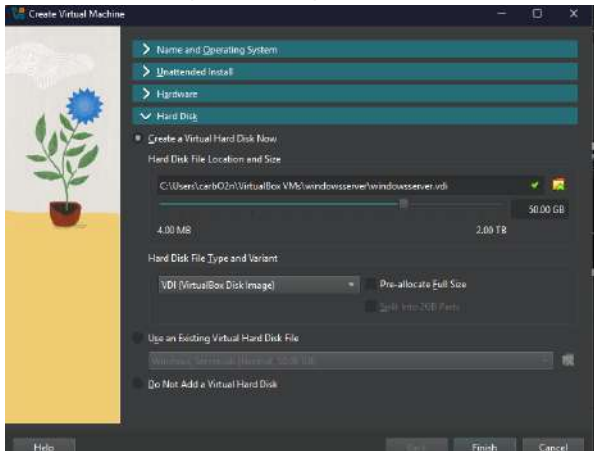 Create Virtual Machine
Name and Operating System
Unattended Install
Hardware
Hard Disk
Create a Virtual Hard Disk Now
Hard Disk File Location and Size
C:\Users\carbO2n\VirtualBox VMs\windowsserver\windowsserver.vdi
50.00 GB
4.00 MB 2.00 TB
Hard Disk File Type and Variant
VDI (VirtualBox Disk Image) Pre-allocate Full Size
Split Into 2GB Parts
Use an Existing Virtual Hard Disk File
Do Not Add a Virtual Hard Disk
Help Back Finish Cancel